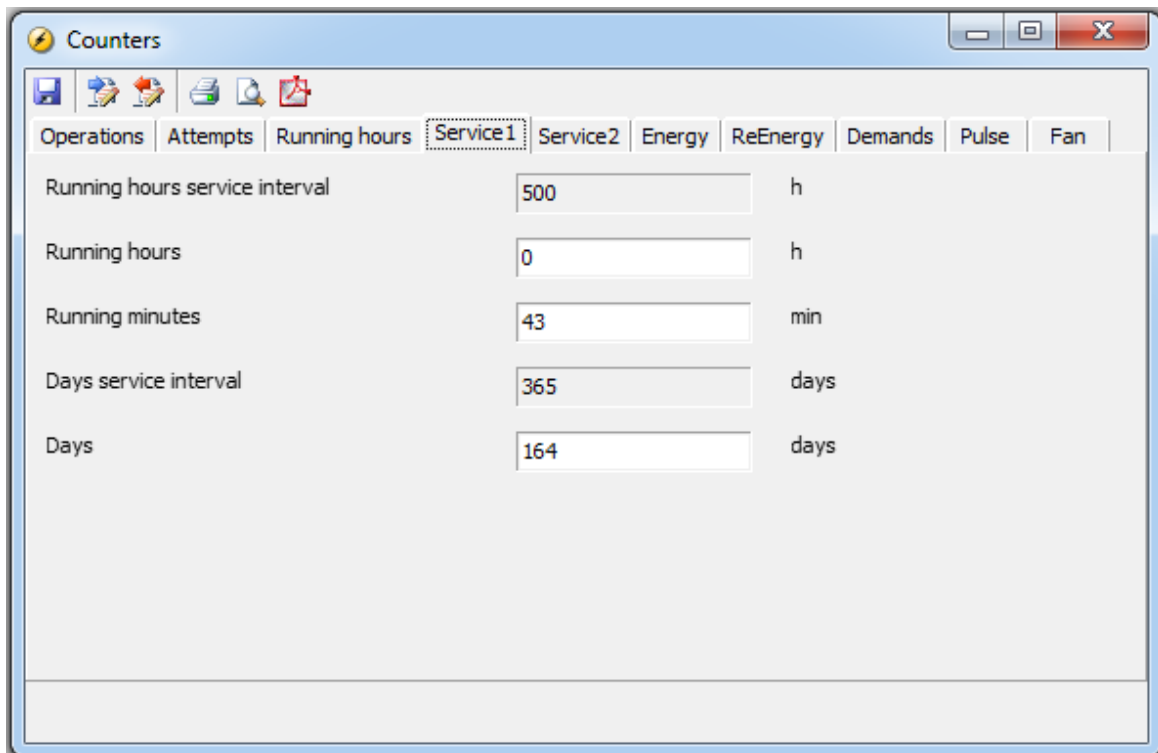 Counters
Operations Attempts Running hours Service1 Service2 Energy ReEnergy Demands Pulse Fan
Running hours service interval 500 h
Running hours 0 h
Running minutes 43 min
Days service interval 365 days
Days 164 days